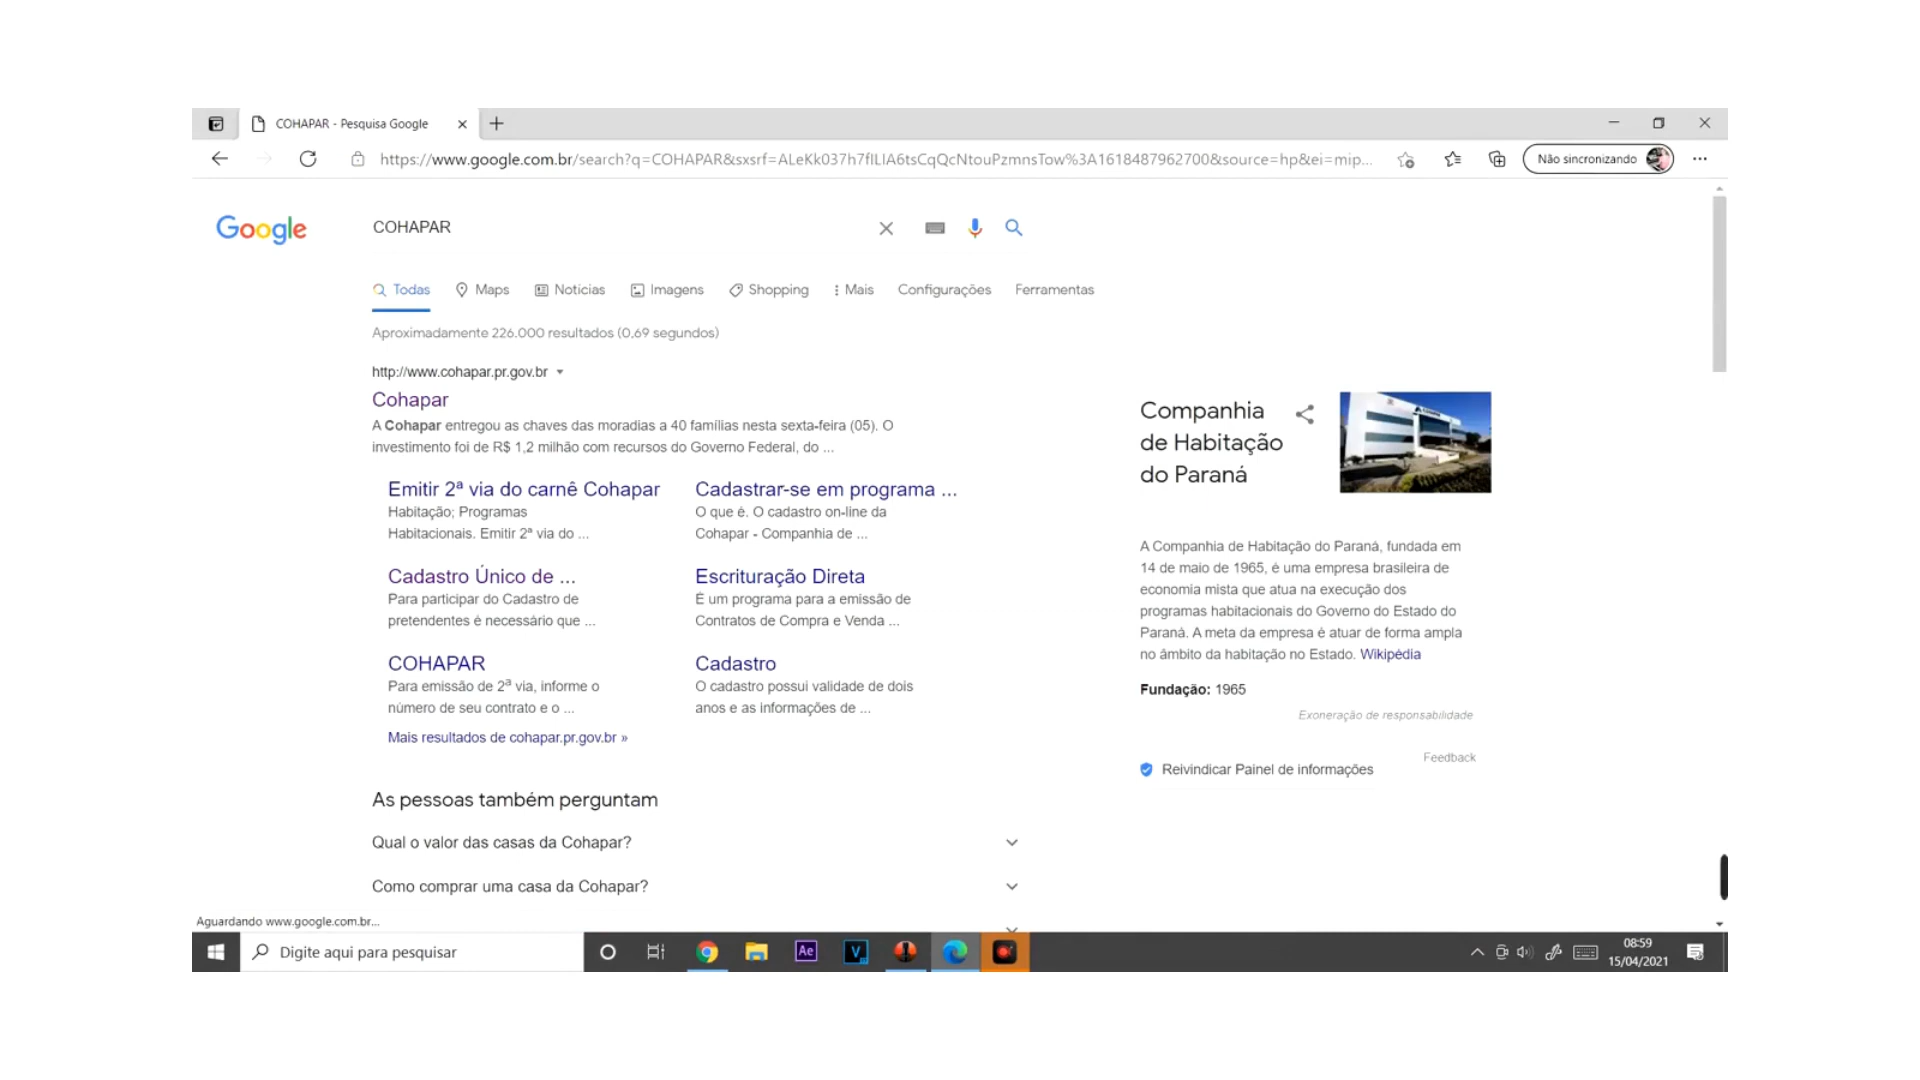 COHAPAR - Pesquisa Google
https://www.google.com.br/search?q=COHAPAR&sxsrf=ALeKk037h7fILIA6tsCqQcNtouPzmnsTow%3A1618487962700&source=hp&ei=mip...
Não sincronizando
Google
COHAPAR
Todas Maps Notícias Imagens Shopping Mais Configurações Ferramentas
Aproximadamente 226.000 resultados (0,69 segundos)
http://www.cohapar.pr.gov.br
Cohapar
A Cohapar entregou as chaves das moradias a 40 famílias nesta sexta-feira (05). O
investimento foi de R$ 1,2 milhão com recursos do Governo Federal, do ...
Emitir 2ª via do carnê Cohapar
Habitação; Programas
Habitacionais. Emitir 2ª via do ...
Cadastrar-se em programa ...
O que é. O cadastro on-line da
Cohapar - Companhia de ...
Cadastro Único de ...
Para participar do Cadastro de
pretendentes é necessário que ...
Escrituração Direta
É um programa para a emissão de
Contratos de Compra e Venda ...
COHAPAR
Para emissão de 2ª via, informe o
número de seu contrato e o ...
Cadastro
O cadastro possui validade de dois
anos e as informações de ...
Mais resultados de cohapar.pr.gov.br »
As pessoas também perguntam
Qual o valor das casas da Cohapar?
Como comprar uma casa da Cohapar?
Companhia
de Habitação
do Paraná
A Companhia de Habitação do Paraná, fundada em
14 de maio de 1965, é uma empresa brasileira de
economia mista que atua na execução dos
programas habitacionais do Governo do Estado do
Paraná. A meta da empresa é atuar de forma ampla
no âmbito da habitação no Estado. Wikipédia
Fundação: 1965
Exoneração de responsabilidade
Feedback
Reivindicar Painel de informações
Aguardando www.google.com.br...
Digite aqui para pesquisar
Ae
V
08:59
15/04/2021